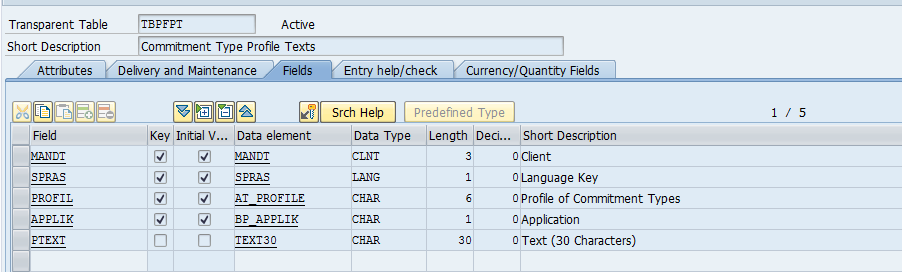 Transparent Table TBPFPT Active
Short Description Commitment Type Profile Texts
Attributes Delivery and Maintenance Fields Entry help/check Currency/Quantity Fields
Srch Help Predefined Type 1 / 5
Field Key Initial V... Data element Data Type Length Deci... Short Description
MANDT MANDT CLNT 3 0 Client
SPRAS SPRAS LANG 1 0 Language Key
PROFIL AT_PROFILE CHAR 6 0 Profile of Commitment Types
APPLIK BP_APPLIK CHAR 1 0 Application
PTEXT TEXT30 CHAR 30 0 Text (30 Characters)